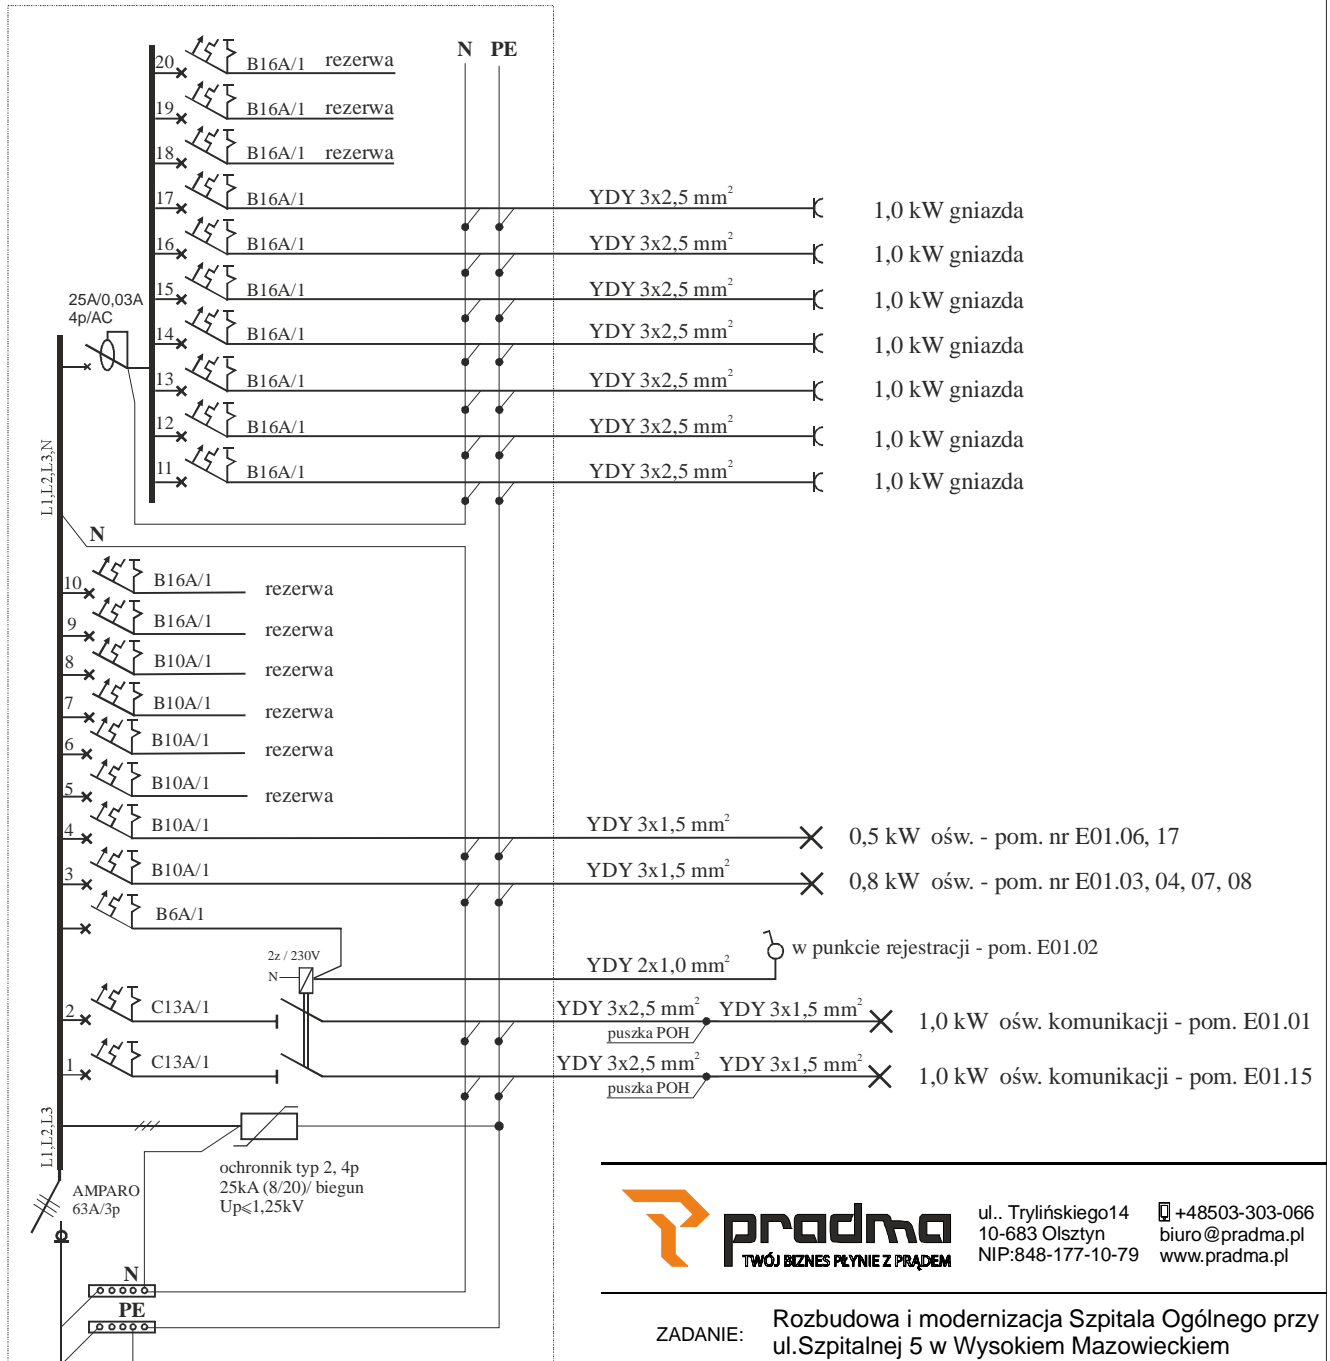 N PE
20 B16A/1 rezerwa
19 B16A/1 rezerwa
18 B16A/1 rezerwa
17 B16A/1 YDY 3x2,5 mm² 1,0 kW gniazda
16 B16A/1 YDY 3x2,5 mm² 1,0 kW gniazda
15 B16A/1 YDY 3x2,5 mm² 1,0 kW gniazda
25A/0,03A
4p/AC
14 B16A/1 YDY 3x2,5 mm² 1,0 kW gniazda
13 B16A/1 YDY 3x2,5 mm² 1,0 kW gniazda
12 B16A/1 YDY 3x2,5 mm² 1,0 kW gniazda
11 B16A/1 YDY 3x2,5 mm² 1,0 kW gniazda
L1,L2,L3,N
N
10 B16A/1 rezerwa
9 B16A/1 rezerwa
8 B10A/1 rezerwa
7 B10A/1 rezerwa
6 B10A/1 rezerwa
5 B10A/1 rezerwa
4 B10A/1 YDY 3x1,5 mm² 0,5 kW ośw. - pom. nr E01.06, 17
3 B10A/1 YDY 3x1,5 mm² 0,8 kW ośw. - pom. nr E01.03, 04, 07, 08
B6A/1
2z / 230V
N
YDY 2x1,0 mm² w punkcie rejestracji - pom. E01.02
2 C13A/1 YDY 3x2,5 mm² YDY 3x1,5 mm² 1,0 kW ośw. komunikacji - pom. E01.01
puszka POH
1 C13A/1 YDY 3x2,5 mm² YDY 3x1,5 mm² 1,0 kW ośw. komunikacji - pom. E01.15
puszka POH
L1,L2,L3
ochronnik typ 2, 4p
25kA (8/20)/ biegun
Up⩽1,25kV
AMPARO
63A/3p
N
PE
pradma
TWÓJ BIZNES PŁYNIE Z PRĄDEM
ul.. Trylińskiego14
10-683 Olsztyn
NIP:848-177-10-79
+48503-303-066
biuro@pradma.pl
www.pradma.pl
ZADANIE: Rozbudowa i modernizacja Szpitala Ogólnego przy
ul.Szpitalnej 5 w Wysokiem Mazowieckiem